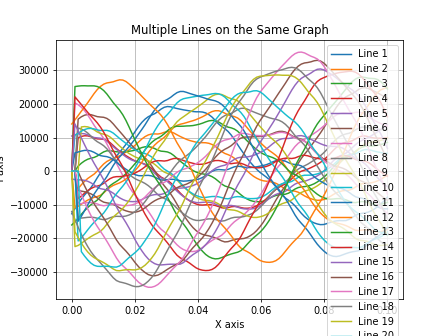 Multiple Lines on the Same Graph
30000
20000
10000
0
−10000
−20000
−30000
0.00
0.02
0.04
0.06
X axis
Line 1
Line 2
Line 3
Line 4
Line 5
Line 6
Line 7
Line 8
Line 9
Line 10
Line 11
Line 12
Line 13
Line 14
Line 15
Line 16
Line 17
Line 18
Line 19